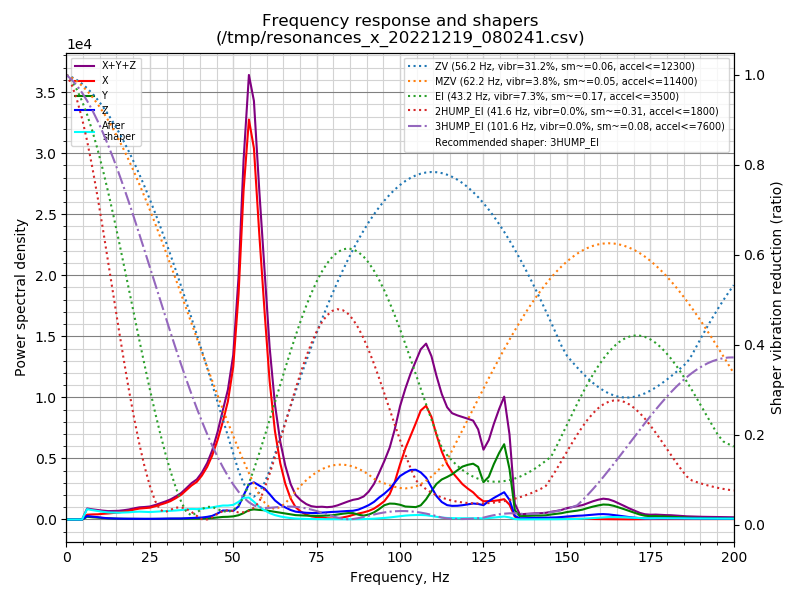 Frequency response and shapers
(/tmp/resonances_x_20221219_080241.csv)
1e4
X+Y+Z
X
Y
Z
After
shaper
ZV (56.2 Hz, vibr=31.2%, sm~=0.06, accel<=12300)
MZV (62.2 Hz, vibr=3.8%, sm~=0.05, accel<=11400)
EI (43.2 Hz, vibr=7.3%, sm~=0.17, accel<=3500)
2HUMP_EI (41.6 Hz, vibr=0.0%, sm~=0.31, accel<=1800)
3HUMP_EI (101.6 Hz, vibr=0.0%, sm~=0.08, accel<=7600)
Recommended shaper: 3HUMP_EI
Power spectral density
3.5
3.0
2.5
2.0
1.5
1.0
0.5
0.0
Shaper vibration reduction (ratio)
1.0
0.8
0.6
0.4
0.2
0.0
0 25 50 75 100 125 150 175 200
Frequency, Hz